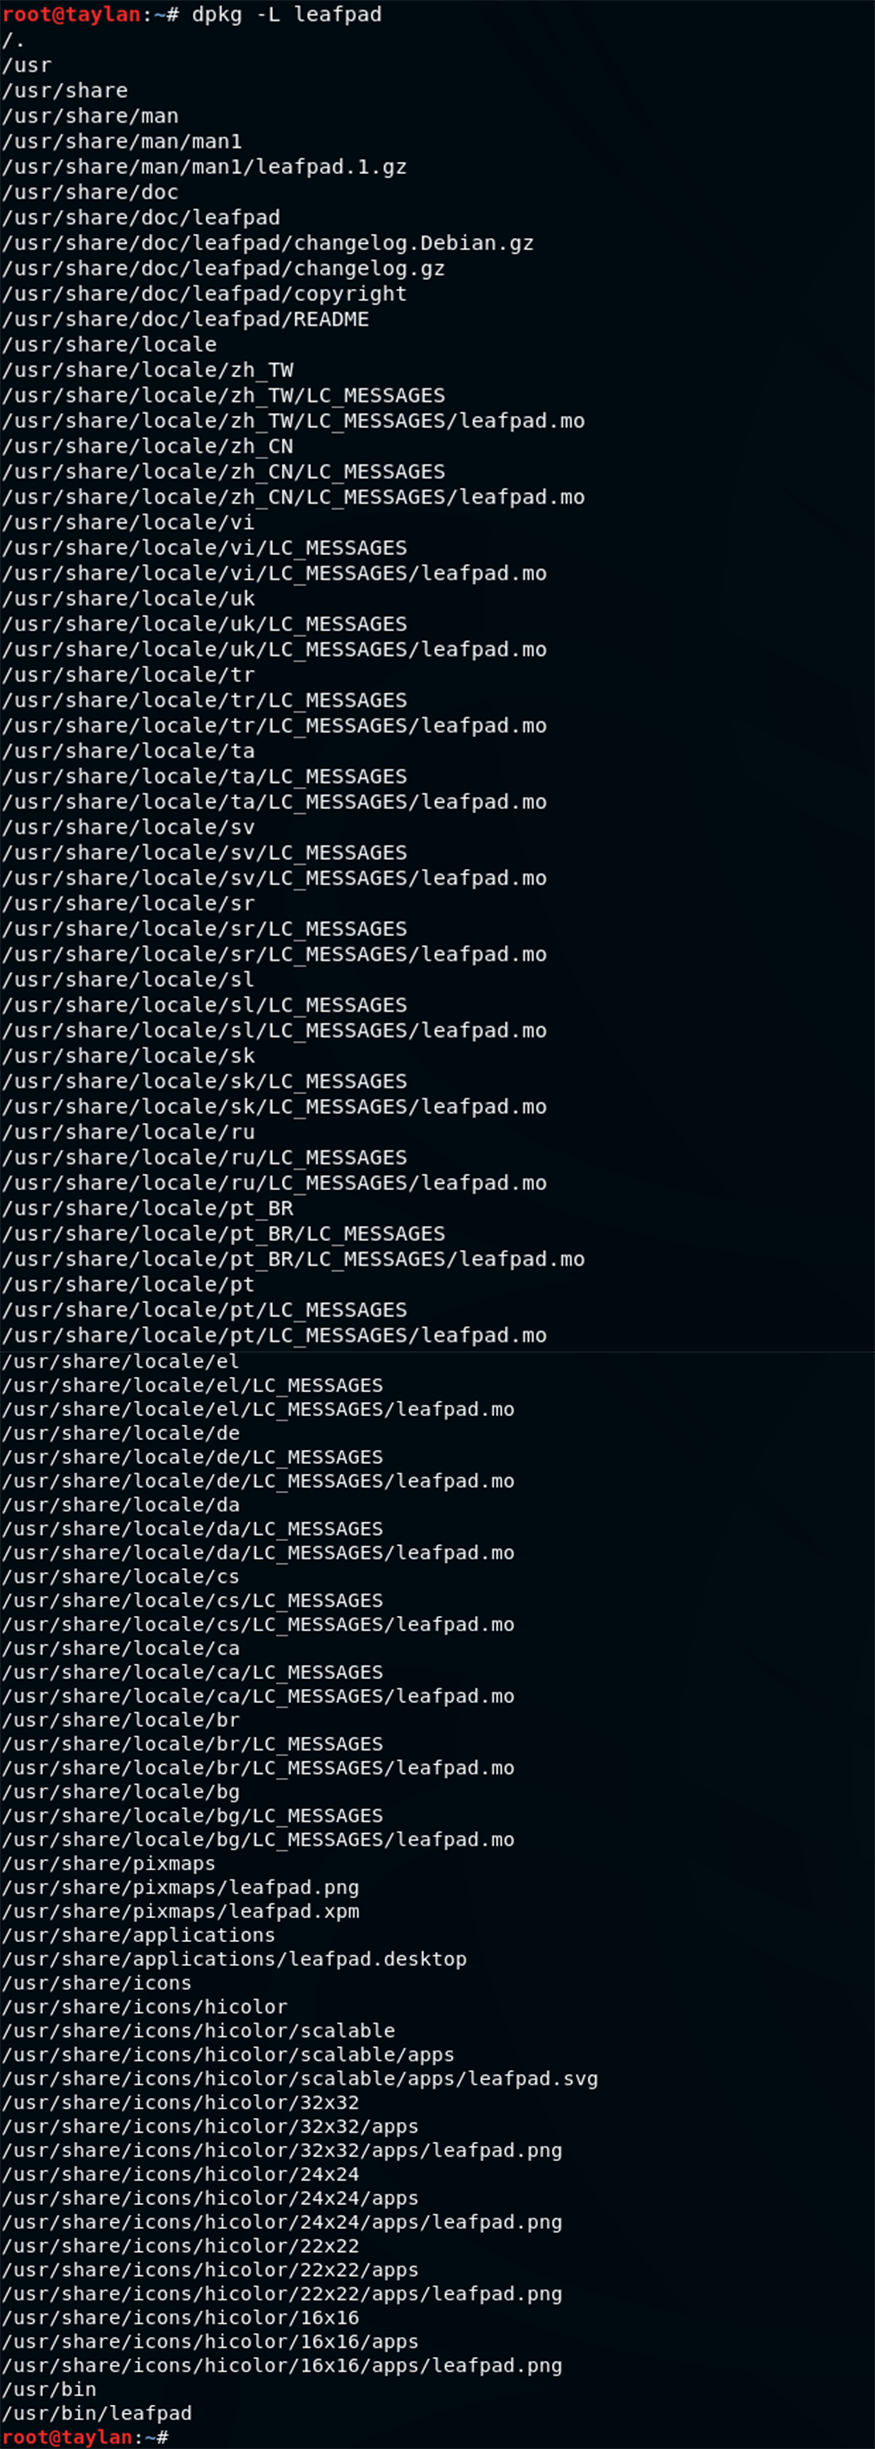 root@taylan:~# dpkg -L leafpad
/.
/usr
/usr/share
/usr/share/man
/usr/share/man/man1
/usr/share/man/man1/leafpad.1.gz
/usr/share/doc
/usr/share/doc/leafpad
/usr/share/doc/leafpad/changelog.Debian.gz
/usr/share/doc/leafpad/changelog.gz
/usr/share/doc/leafpad/copyright
/usr/share/doc/leafpad/README
/usr/share/locale
/usr/share/locale/zh_TW
/usr/share/locale/zh_TW/LC_MESSAGES
/usr/share/locale/zh_TW/LC_MESSAGES/leafpad.mo
/usr/share/locale/zh_CN
/usr/share/locale/zh_CN/LC_MESSAGES
/usr/share/locale/zh_CN/LC_MESSAGES/leafpad.mo
/usr/share/locale/vi
/usr/share/locale/vi/LC_MESSAGES
/usr/share/locale/vi/LC_MESSAGES/leafpad.mo
/usr/share/locale/uk
/usr/share/locale/uk/LC_MESSAGES
/usr/share/locale/uk/LC_MESSAGES/leafpad.mo
/usr/share/locale/tr
/usr/share/locale/tr/LC_MESSAGES
/usr/share/locale/tr/LC_MESSAGES/leafpad.mo
/usr/share/locale/ta
/usr/share/locale/ta/LC_MESSAGES
/usr/share/locale/ta/LC_MESSAGES/leafpad.mo
/usr/share/locale/sv
/usr/share/locale/sv/LC_MESSAGES
/usr/share/locale/sv/LC_MESSAGES/leafpad.mo
/usr/share/locale/sr
/usr/share/locale/sr/LC_MESSAGES
/usr/share/locale/sr/LC_MESSAGES/leafpad.mo
/usr/share/locale/sl
/usr/share/locale/sl/LC_MESSAGES
/usr/share/locale/sl/LC_MESSAGES/leafpad.mo
/usr/share/locale/sk
/usr/share/locale/sk/LC_MESSAGES
/usr/share/locale/sk/LC_MESSAGES/leafpad.mo
/usr/share/locale/ru
/usr/share/locale/ru/LC_MESSAGES
/usr/share/locale/ru/LC_MESSAGES/leafpad.mo
/usr/share/locale/pt_BR
/usr/share/locale/pt_BR/LC_MESSAGES
/usr/share/locale/pt_BR/LC_MESSAGES/leafpad.mo
/usr/share/locale/pt
/usr/share/locale/pt/LC_MESSAGES
/usr/share/locale/pt/LC_MESSAGES/leafpad.mo
/usr/share/locale/el
/usr/share/locale/el/LC_MESSAGES
/usr/share/locale/el/LC_MESSAGES/leafpad.mo
/usr/share/locale/de
/usr/share/locale/de/LC_MESSAGES
/usr/share/locale/de/LC_MESSAGES/leafpad.mo
/usr/share/locale/da
/usr/share/locale/da/LC_MESSAGES
/usr/share/locale/da/LC_MESSAGES/leafpad.mo
/usr/share/locale/cs
/usr/share/locale/cs/LC_MESSAGES
/usr/share/locale/cs/LC_MESSAGES/leafpad.mo
/usr/share/locale/ca
/usr/share/locale/ca/LC_MESSAGES
/usr/share/locale/ca/LC_MESSAGES/leafpad.mo
/usr/share/locale/br
/usr/share/locale/br/LC_MESSAGES
/usr/share/locale/br/LC_MESSAGES/leafpad.mo
/usr/share/locale/bg
/usr/share/locale/bg/LC_MESSAGES
/usr/share/locale/bg/LC_MESSAGES/leafpad.mo
/usr/share/pixmaps
/usr/share/pixmaps/leafpad.png
/usr/share/pixmaps/leafpad.xpm
/usr/share/applications
/usr/share/applications/leafpad.desktop
/usr/share/icons
/usr/share/icons/hicolor
/usr/share/icons/hicolor/scalable
/usr/share/icons/hicolor/scalable/apps
/usr/share/icons/hicolor/scalable/apps/leafpad.svg
/usr/share/icons/hicolor/32x32
/usr/share/icons/hicolor/32x32/apps
/usr/share/icons/hicolor/32x32/apps/leafpad.png
/usr/share/icons/hicolor/24x24
/usr/share/icons/hicolor/24x24/apps
/usr/share/icons/hicolor/24x24/apps/leafpad.png
/usr/share/icons/hicolor/22x22
/usr/share/icons/hicolor/22x22/apps
/usr/share/icons/hicolor/22x22/apps/leafpad.png
/usr/share/icons/hicolor/16x16
/usr/share/icons/hicolor/16x16/apps
/usr/share/icons/hicolor/16x16/apps/leafpad.png
/usr/bin
/usr/bin/leafpad
root@taylan:~#